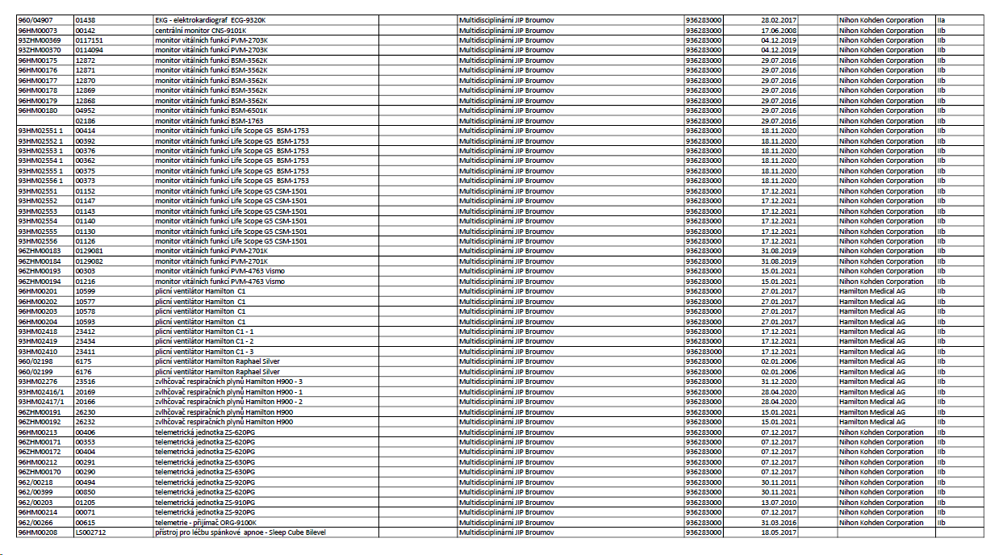 960/04907 01438 EKG - elektrokardiograf ECG-9320K Multidisciplinární JIP Broumov 936283000 28.02.2017 Nihon Kohden Corporation IIa
96HM00073 00142 centrální monitor CNS-9101K Multidisciplinární JIP Broumov 936283000 17.06.2008 Nihon Kohden Corporation IIb
93ZHM00369 0117151 monitor vitálních funkcí PVM-2703K Multidisciplinární JIP Broumov 936283000 04.12.2019 Nihon Kohden Corporation IIb
93ZHM00370 0114094 monitor vitálních funkcí PVM-2703K Multidisciplinární JIP Broumov 936283000 04.12.2019 Nihon Kohden Corporation IIb
96HM00175 12872 monitor vitálních funkcí BSM-3562K Multidisciplinární JIP Broumov 936283000 29.07.2016 Nihon Kohden Corporation IIb
96HM00176 12871 monitor vitálních funkcí BSM-3562K Multidisciplinární JIP Broumov 936283000 29.07.2016 Nihon Kohden Corporation IIb
96HM00177 12870 monitor vitálních funkcí BSM-3562K Multidisciplinární JIP Broumov 936283000 29.07.2016 Nihon Kohden Corporation IIb
96HM00178 12869 monitor vitálních funkcí BSM-3562K Multidisciplinární JIP Broumov 936283000 29.07.2016 Nihon Kohden Corporation IIb
96HM00179 12868 monitor vitálních funkcí BSM-3562K Multidisciplinární JIP Broumov 936283000 29.07.2016 Nihon Kohden Corporation IIb
96HM00180 04952 monitor vitálních funkcí BSM-6501K Multidisciplinární JIP Broumov 936283000 29.07.2016 Nihon Kohden Corporation IIb
02186 monitor vitálních funkcí BSM-1763 Multidisciplinární JIP Broumov 936283000 29.07.2016 Nihon Kohden Corporation IIb
93HM02551 1 00414 monitor vitálních funkcí Life Scope G5 BSM-1753 Multidisciplinární JIP Broumov 936283000 18.11.2020 Nihon Kohden Corporation IIb
93HM02552 1 00392 monitor vitálních funkcí Life Scope G5 BSM-1753 Multidisciplinární JIP Broumov 936283000 18.11.2020 Nihon Kohden Corporation IIb
93HM02553 1 00376 monitor vitálních funkcí Life Scope G5 BSM-1753 Multidisciplinární JIP Broumov 936283000 18.11.2020 Nihon Kohden Corporation IIb
93HM02554 1 00362 monitor vitálních funkcí Life Scope G5 BSM-1753 Multidisciplinární JIP Broumov 936283000 18.11.2020 Nihon Kohden Corporation IIb
93HM02555 1 00375 monitor vitálních funkcí Life Scope G5 BSM-1753 Multidisciplinární JIP Broumov 936283000 18.11.2020 Nihon Kohden Corporation IIb
93HM02556 1 00373 monitor vitálních funkcí Life Scope G5 BSM-1753 Multidisciplinární JIP Broumov 936283000 18.11.2020 Nihon Kohden Corporation IIb
93HM02551 01152 monitor vitálních funkcí Life Scope G5 CSM-1501 Multidisciplinární JIP Broumov 936283000 17.12.2021 Nihon Kohden Corporation IIb
93HM02552 01147 monitor vitálních funkcí Life Scope G5 CSM-1501 Multidisciplinární JIP Broumov 936283000 17.12.2021 Nihon Kohden Corporation IIb
93HM02553 01143 monitor vitálních funkcí Life Scope G5 CSM-1501 Multidisciplinární JIP Broumov 936283000 17.12.2021 Nihon Kohden Corporation IIb
93HM02554 01140 monitor vitálních funkcí Life Scope G5 CSM-1501 Multidisciplinární JIP Broumov 936283000 17.12.2021 Nihon Kohden Corporation IIb
93HM02555 01130 monitor vitálních funkcí Life Scope G5 CSM-1501 Multidisciplinární JIP Broumov 936283000 17.12.2021 Nihon Kohden Corporation IIb
93HM02556 01126 monitor vitálních funkcí Life Scope G5 CSM-1501 Multidisciplinární JIP Broumov 936283000 17.12.2021 Nihon Kohden Corporation IIb
96ZHM00183 0129081 monitor vitálních funkcí PVM-2701K Multidisciplinární JIP Broumov 936283000 31.08.2019 Nihon Kohden Corporation IIb
96ZHM00184 0129082 monitor vitálních funkcí PVM-2701K Multidisciplinární JIP Broumov 936283000 31.08.2019 Nihon Kohden Corporation IIb
96ZHM00193 00303 monitor vitálních funkcí PVM-4763 Vismo Multidisciplinární JIP Broumov 936283000 15.01.2021 Nihon Kohden Corporation IIb
96ZHM00194 01216 monitor vitálních funkcí PVM-4763 Vismo Multidisciplinární JIP Broumov 936283000 15.01.2021 Nihon Kohden Corporation IIb
96HM00201 10599 plicní ventilátor Hamilton C1 Multidisciplinární JIP Broumov 936283000 27.01.2017 Hamilton Medical AG IIb
96HM00202 10577 plicní ventilátor Hamilton C1 Multidisciplinární JIP Broumov 936283000 27.01.2017 Hamilton Medical AG IIb
96HM00203 10578 plicní ventilátor Hamilton C1 Multidisciplinární JIP Broumov 936283000 27.01.2017 Hamilton Medical AG IIb
96HM00204 10593 plicní ventilátor Hamilton C1 Multidisciplinární JIP Broumov 936283000 27.01.2017 Hamilton Medical AG IIb
93HM02418 23412 plicní ventilátor Hamilton C1 - 1 Multidisciplinární JIP Broumov 936283000 17.12.2021 Hamilton Medical AG IIb
93HM02419 23434 plicní ventilátor Hamilton C1 - 2 Multidisciplinární JIP Broumov 936283000 17.12.2021 Hamilton Medical AG IIb
93HM02410 23411 plicní ventilátor Hamilton C1 - 3 Multidisciplinární JIP Broumov 936283000 17.12.2021 Hamilton Medical AG IIb
960/02198 6175 plicní ventilátor Hamilton Raphael Silver Multidisciplinární JIP Broumov 936283000 02.01.2006 Hamilton Medical AG IIb
960/02199 6176 plicní ventilátor Hamilton Raphael Silver Multidisciplinární JIP Broumov 936283000 02.01.2006 Hamilton Medical AG IIb
93HM02276 23516 zvlhčovač respiračních plynů Hamilton H900 - 3 Multidisciplinární JIP Broumov 936283000 31.12.2020 Hamilton Medical AG IIb
93HM02416/1 20169 zvlhčovač respiračních plynů Hamilton H900 - 1 Multidisciplinární JIP Broumov 936283000 28.04.2020 Hamilton Medical AG IIb
93HM02417/1 20166 zvlhčovač respiračních plynů Hamilton H900 - 2 Multidisciplinární JIP Broumov 936283000 28.04.2020 Hamilton Medical AG IIb
96ZHM00191 26230 zvlhčovač respiračních plynů Hamilton H900 Multidisciplinární JIP Broumov 936283000 15.01.2021 Hamilton Medical AG IIb
96ZHM00192 26232 zvlhčovač respiračních plynů Hamilton H900 Multidisciplinární JIP Broumov 936283000 15.01.2021 Hamilton Medical AG IIb
96HM00213 00406 telemetrická jednotka ZS-620PG Multidisciplinární JIP Broumov 936283000 07.12.2017 Nihon Kohden Corporation IIb
96ZHM00171 00353 telemetrická jednotka ZS-620PG Multidisciplinární JIP Broumov 936283000 07.12.2017 Nihon Kohden Corporation IIb
96ZHM00172 00404 telemetrická jednotka ZS-620PG Multidisciplinární JIP Broumov 936283000 07.12.2017 Nihon Kohden Corporation IIb
96HM00212 00291 telemetrická jednotka ZS-630PG Multidisciplinární JIP Broumov 936283000 07.12.2017 Nihon Kohden Corporation IIb
96ZHM00170 00290 telemetrická jednotka ZS-630PG Multidisciplinární JIP Broumov 936283000 07.12.2017 Nihon Kohden Corporation IIb
962/00218 00494 telemetrická jednotka ZS-920PG Multidisciplinární JIP Broumov 936283000 30.11.2011 Nihon Kohden Corporation IIb
962/00399 00850 telemetrická jednotka ZS-620PG Multidisciplinární JIP Broumov 936283000 30.11.2021 Nihon Kohden Corporation IIb
962/00203 01205 telemetrická jednotka ZS-910PG Multidisciplinární JIP Broumov 936283000 13.07.2010 Nihon Kohden Corporation IIb
96HM00214 00071 telemetrická jednotka ZS-920PG Multidisciplinární JIP Broumov 936283000 07.12.2017 Nihon Kohden Corporation IIb
962/00266 00615 telemetrie - přijímač ORG-9100K Multidisciplinární JIP Broumov 936283000 31.03.2016 Nihon Kohden Corporation IIb
96HM00208 LS002712 přístroj pro léčbu spánkové apnoe - Sleep Cube Bilevel Multidisciplinární JIP Broumov 936283000 18.05.2017